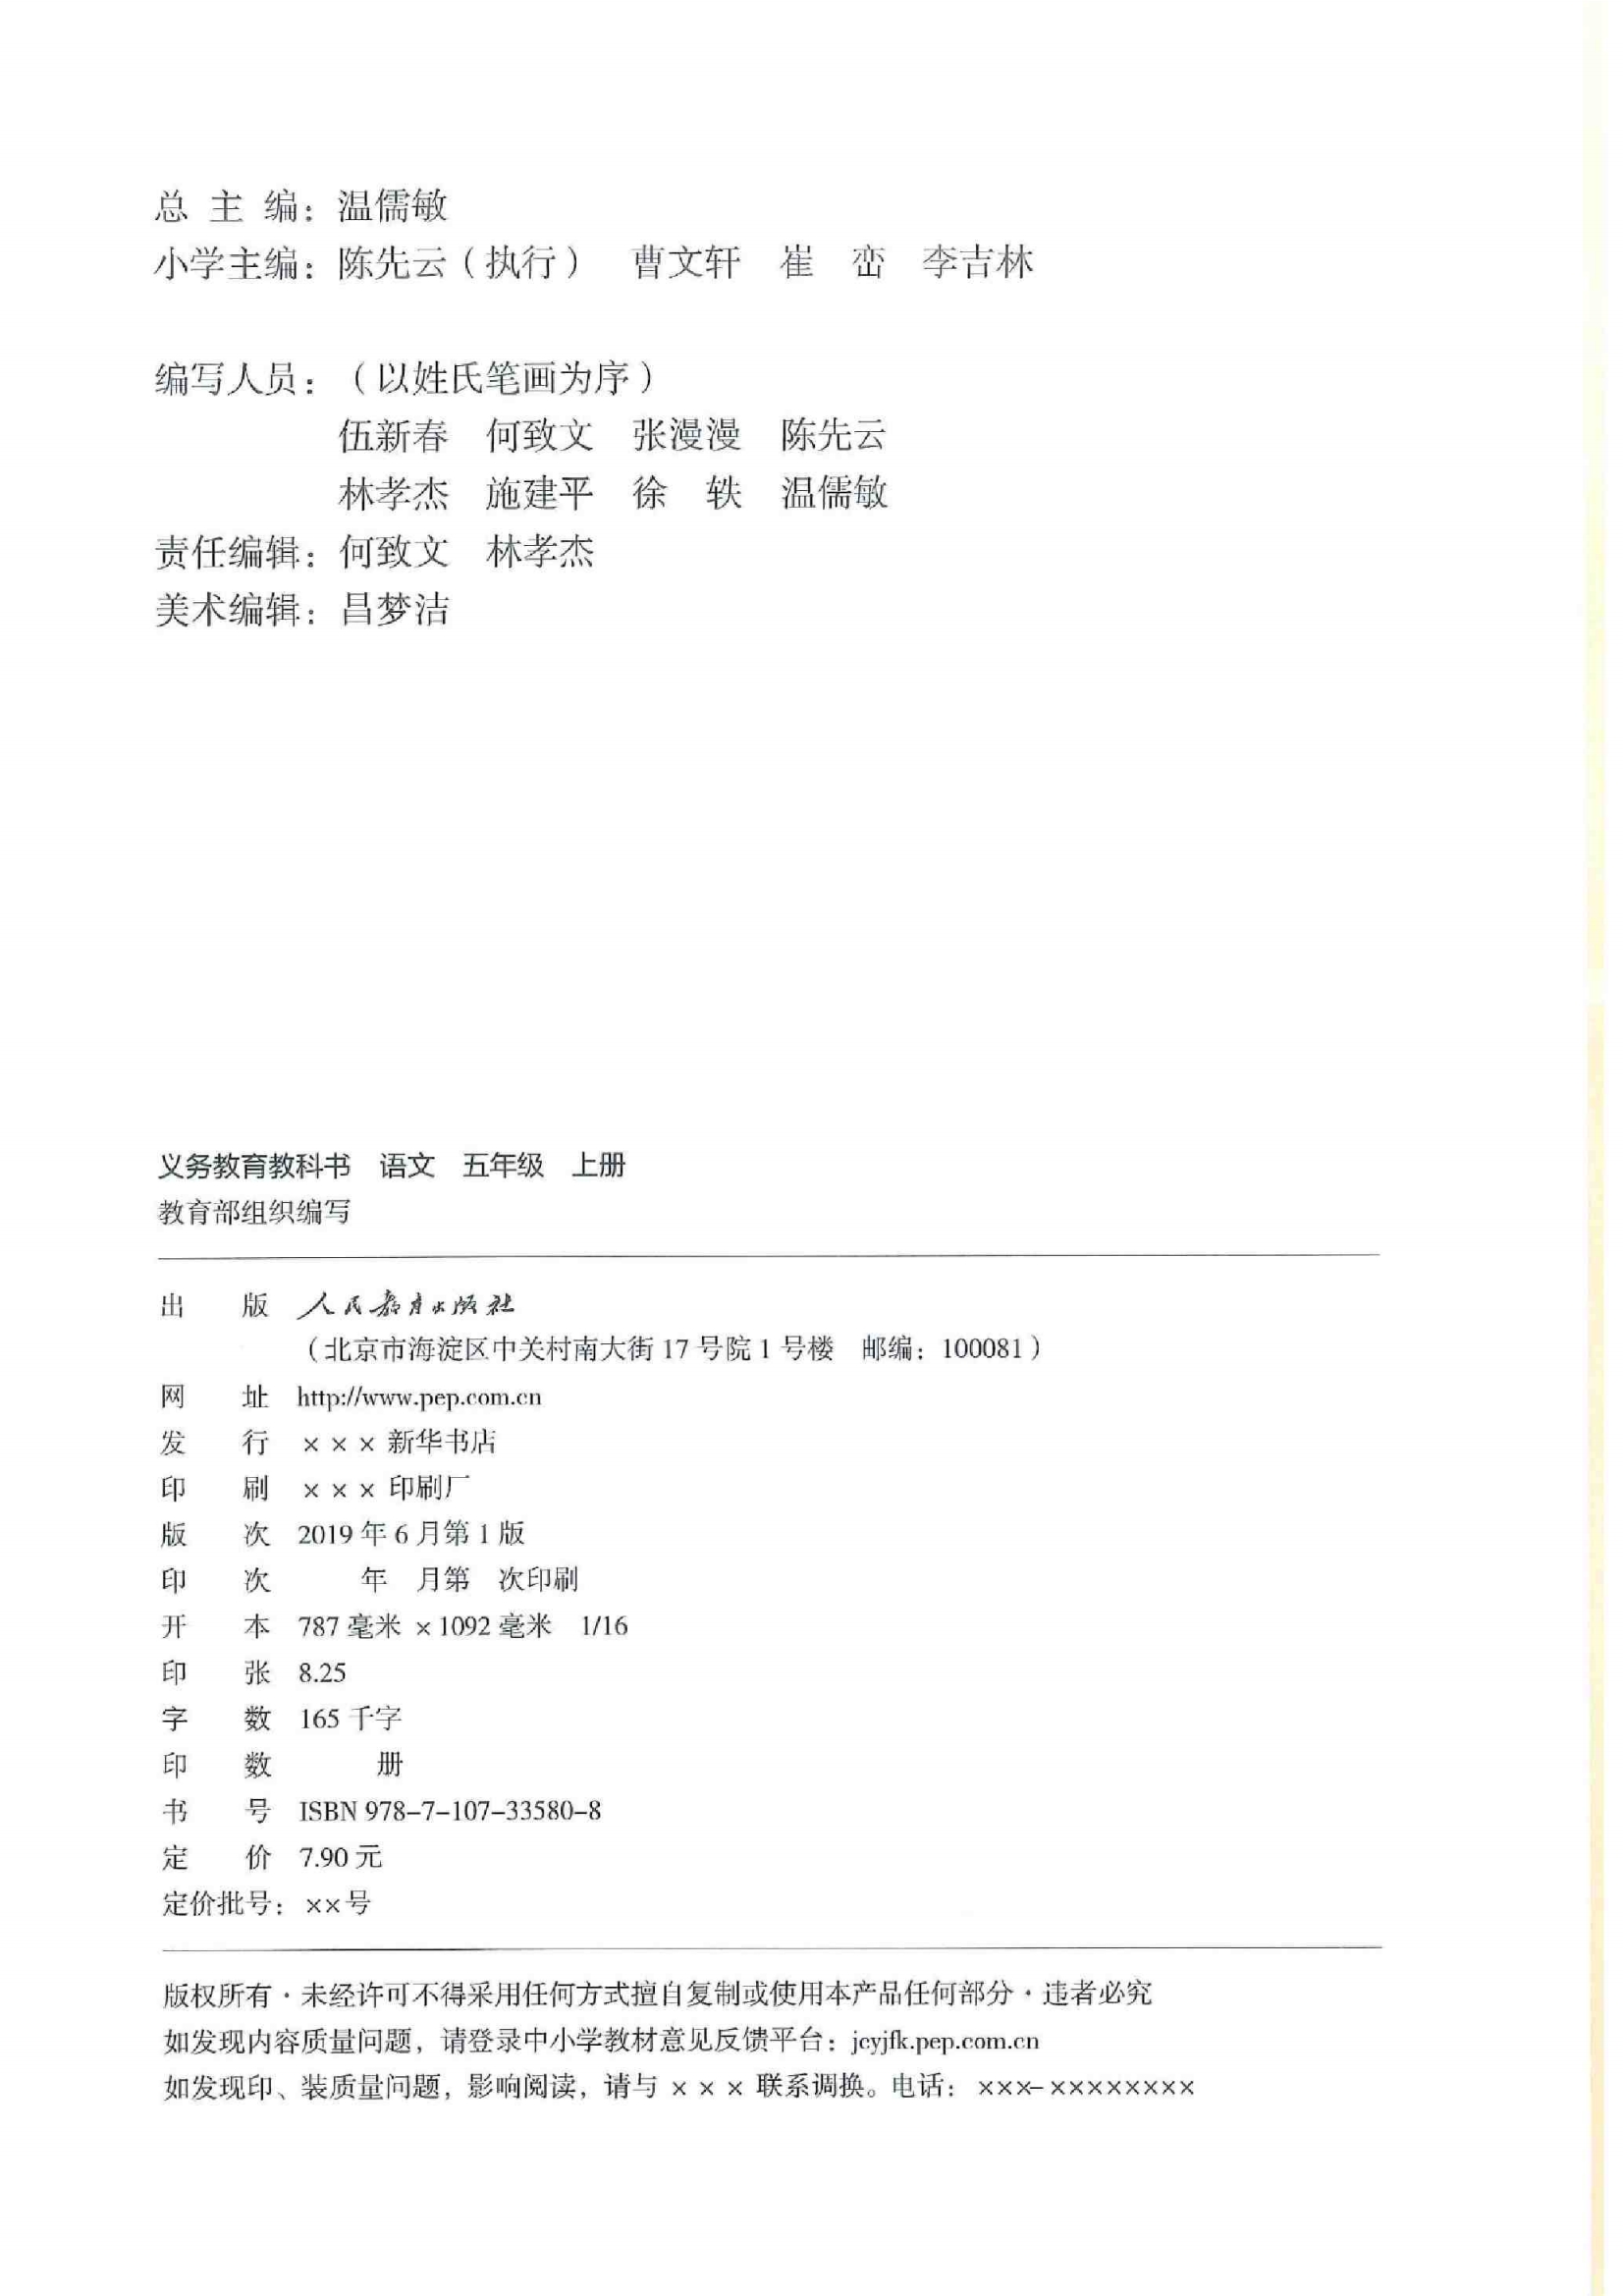 总 主 编：温儒敏
小学主编：陈先云（执行） 曹文轩 崔 峦 李吉林
编写人员：（以姓氏笔画为序）
伍新春 何致文 张漫漫 陈先云
林孝杰 施建平 徐 轶 温儒敏
责任编辑：何致文 林孝杰
美术编辑：昌梦洁
义务教育教科书 语文 五年级 上册
教育部组织编写
出 版 人民教育出版社
（北京市海淀区中关村南大街 17 号院 1 号楼 邮编：100081）
网 址 http://www.pep.com.cn
发 行 ××× 新华书店
印 刷 ××× 印刷厂
版 次 2019 年 6 月第 1 版
印 次 年 月第 次印刷
开 本 787 毫米 ×1092 毫米 1/16
印 张 8.25
字 数 165 千字
印 数 册
书 号 ISBN 978-7-107-33580-8
定 价 7.90 元
定价批号：××号
版权所有·未经许可不得采用任何方式擅自复制或使用本产品任何部分·违者必究
如发现内容质量问题，请登录中小学教材意见反馈平台：jcyjfk.pep.com.cn
如发现印、装质量问题，影响阅读，请与 ××× 联系调换。电话：×××-××××××××